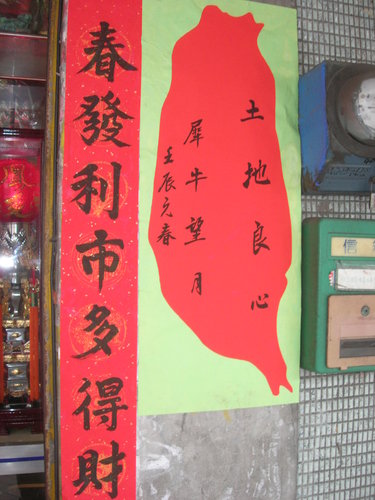 春發利市多得財
土地良心
犀牛望月
壬辰元春
信